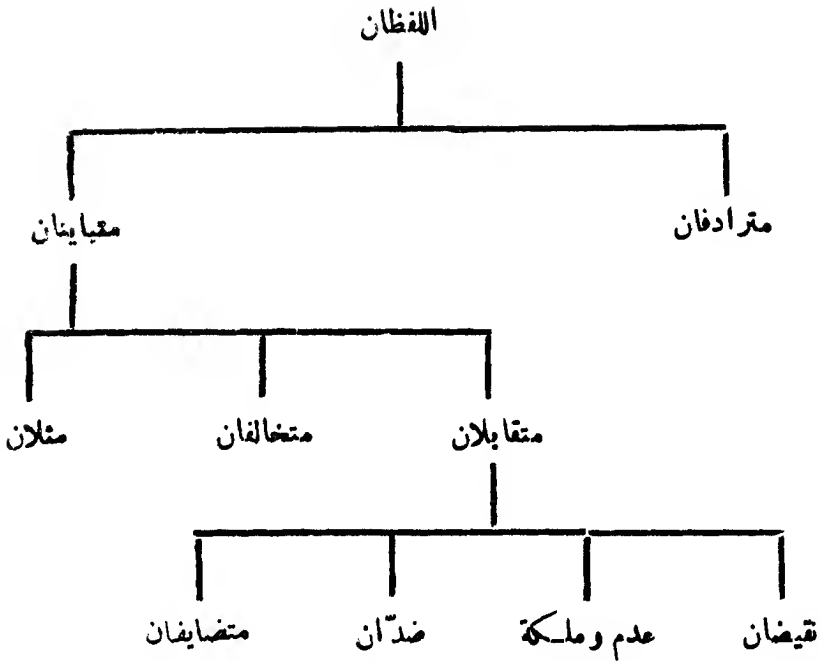 اللفظان
مترادفان متباينان
متقابلان متخالفان مثلان
نقيضان عدم وملكة ضدّان متضايفان